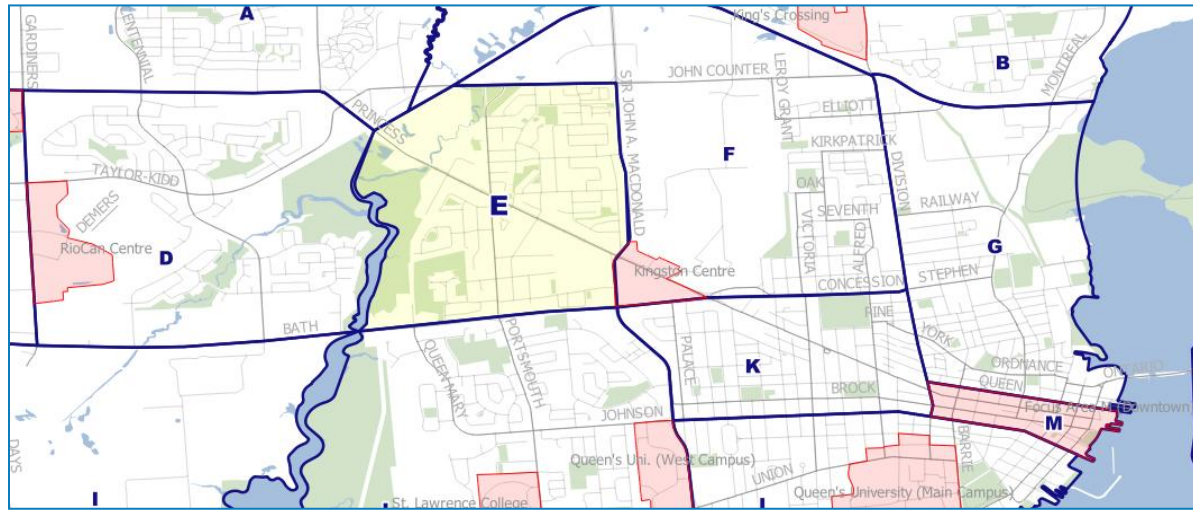 A
King's Crossing
GARDINERS
CENTENNIAL
SIR JOHN A. MACDONALD
JOHN COUNTER
LEROY GRANT
B
MONTREAL
PRINCESS
ELLIOTT
KIRKPATRICK
DIVISION
F
TAYLOR-KIDD
OAK
DEMERS
E
SEVENTH
RAILWAY
VICTORIA
ALFRED
RioCan Centre
D
G
Kingston Centre
STEPHEN
CONCESSION
BATH
PINE
YORK
QUEEN MARY
PORTSMOUTH
PALACE
K
ORDNANCE
ONTARIO
BROCK
QUEEN
JOHNSON
Focus Area M (Downtown)
M
DAYS
BARRIE
Queen's Uni. (West Campus)
UNION
I
St. Lawrence College
Queen's University (Main Campus)